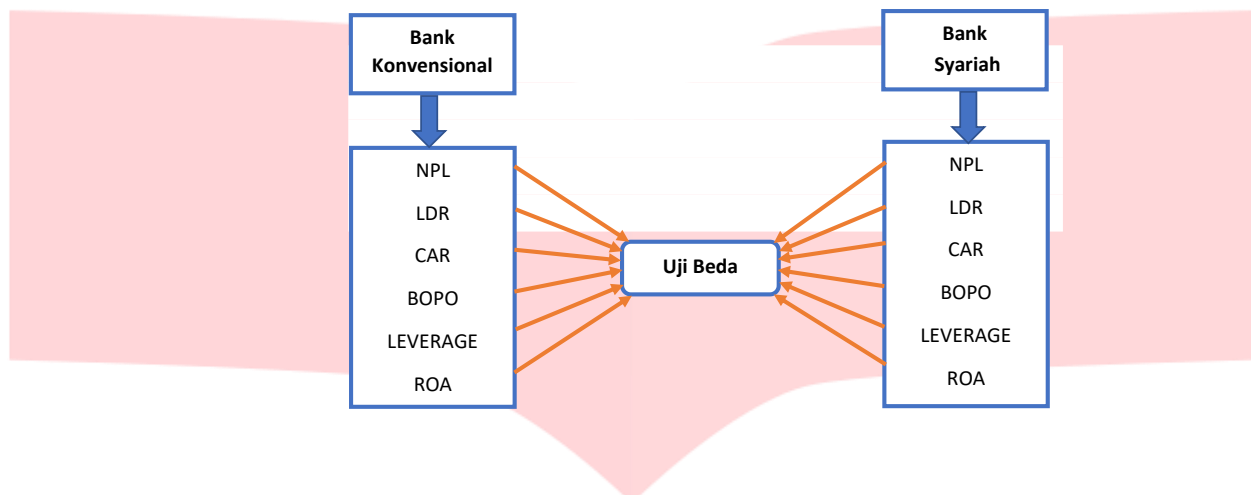 Bank
Konvensional
NPL
LDR
CAR
BOPO
LEVERAGE
ROA
Uji Beda
Bank
Syariah
NPL
LDR
CAR
BOPO
LEVERAGE
ROA